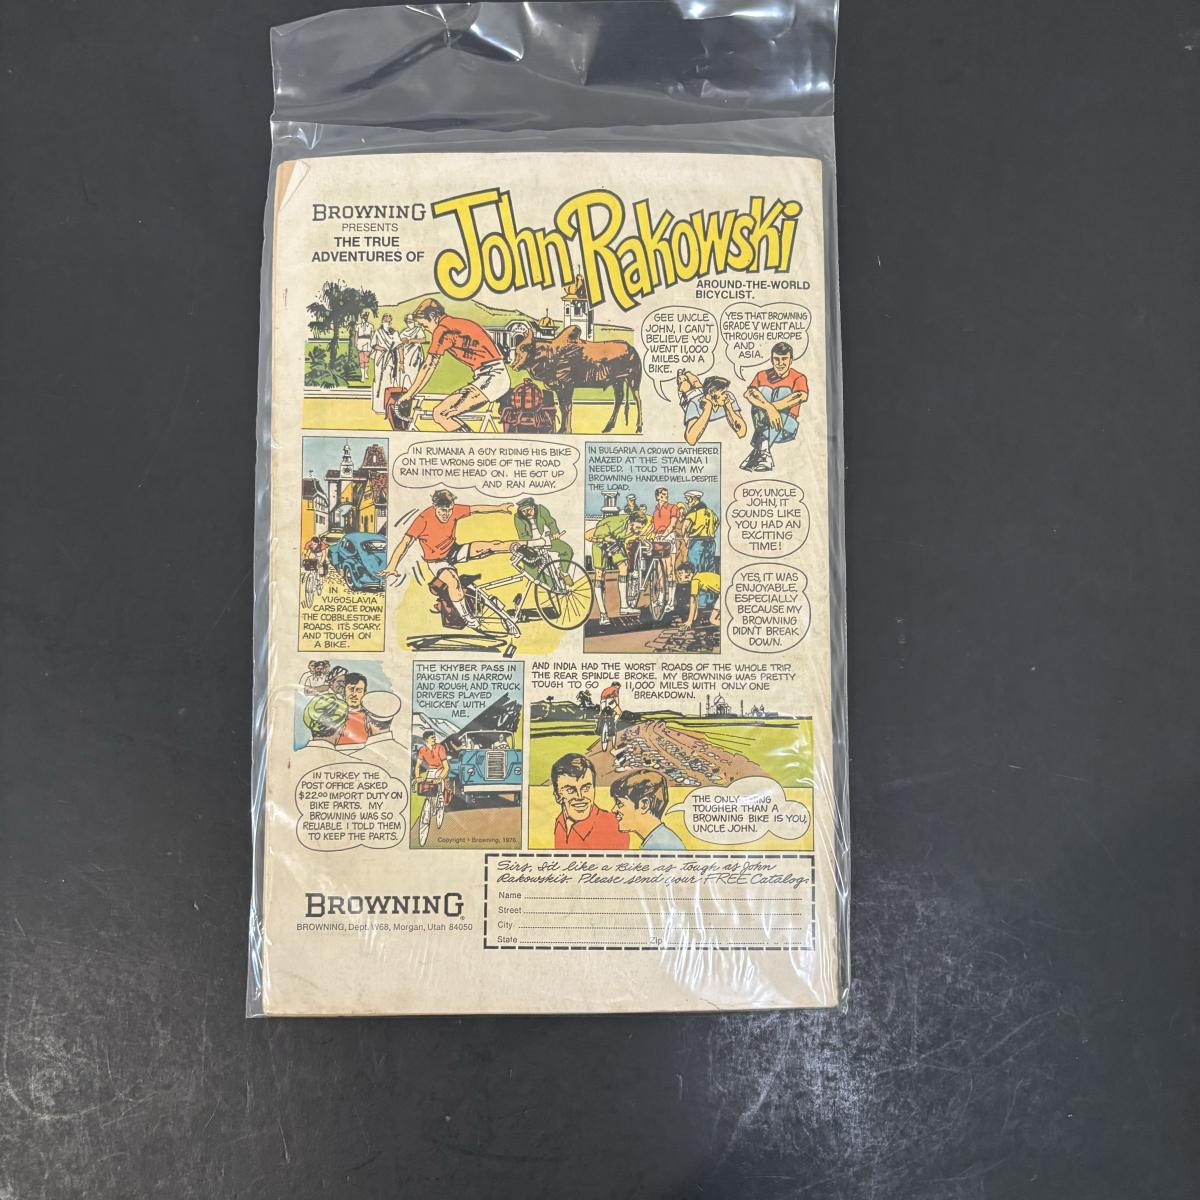 BROWNING
PRESENTS
THE TRUE
ADVENTURES OF
John Rakowski
AROUND-THE-WORLD
BICYCLIST.
GEE UNCLE
JOHN, I CAN'T
BELIEVE YOU
WENT 11,000
MILES ON A
BIKE.
YES THAT BROWNING
GRADE V WENT ALL
THROUGH EUROPE
AND
ASIA.
IN
YUGOSLAVIA
CARS RACE DOWN
THE COBBLESTONE
ROADS. IT'S SCARY.
AND TOUGH ON
A BIKE.
IN RUMANIA A GUY RIDING HIS BIKE
ON THE WRONG SIDE OF THE ROAD
RAN INTO ME HEAD ON. HE GOT UP
AND RAN AWAY.
IN BULGARIA A CROWD GATHERED,
AMAZED AT THE STAMINA I
NEEDED. I TOLD THEM MY
BROWNING HANDLED WELL DESPITE
THE LOAD.
BOY, UNCLE
JOHN, IT
SOUNDS LIKE
YOU HAD AN
EXCITING
TIME!
YES, IT WAS
ENJOYABLE,
ESPECIALLY
BECAUSE MY
BROWNING
DIDN'T BREAK
DOWN.
IN TURKEY THE
POST OFFICE ASKED
$22.00 IMPORT DUTY ON
BIKE PARTS. MY
BROWNING WAS SO
RELIABLE I TOLD THEM
TO KEEP THE PARTS.
THE KHYBER PASS IN
PAKISTAN IS NARROW
AND ROUGH, AND TRUCK
DRIVERS PLAYED
'CHICKEN' WITH
ME.
Copyright © Browning, 1976.
AND INDIA HAD THE WORST ROADS OF THE WHOLE TRIP.
THE REAR SPINDLE BROKE. MY BROWNING WAS PRETTY
TOUGH TO GO 11,000 MILES WITH ONLY ONE
BREAKDOWN.
THE ONLY THING
TOUGHER THAN A
BROWNING BIKE IS YOU,
UNCLE JOHN.
BROWNING®
BROWNING, Dept. W68, Morgan, Utah 84050
Sirs, I'd like a Bike as tough as John
Rakowski's. Please send your FREE Catalog.
Name
Street
City
State Zip